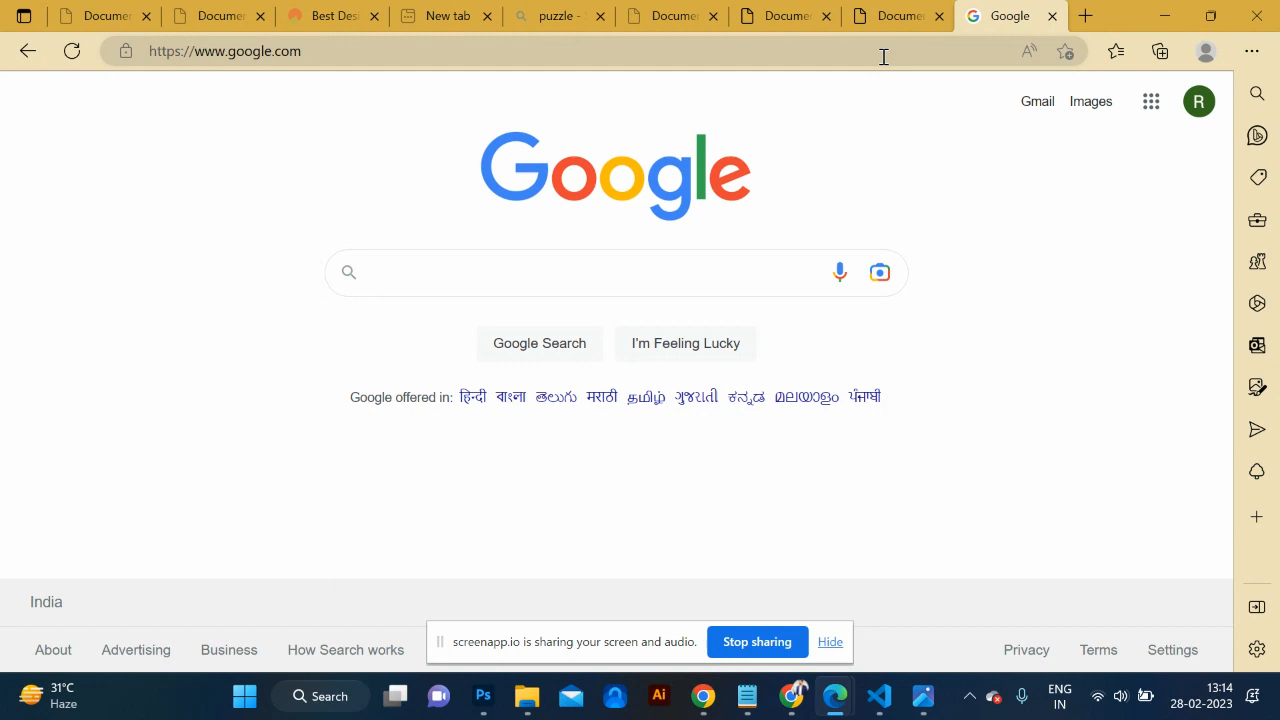 Documen
Documen
Best Des
New tab
puzzle -
Documen
Documen
Documen
Google
https://www.google.com
Gmail Images R
Google
Google Search I'm Feeling Lucky
Google offered in: हिन्दी বাংলা తెలుగు मराठी தமிழ் ગુજરાતી ಕನ್ನಡ മലയാളം ਪੰਜਾਬੀ
India
About Advertising Business How Search works Privacy Terms Settings
screenapp.io is sharing your screen and audio. Stop sharing Hide
31°C
Haze
Search
Ps
Ai
ENG
IN
13:14
28-02-2023